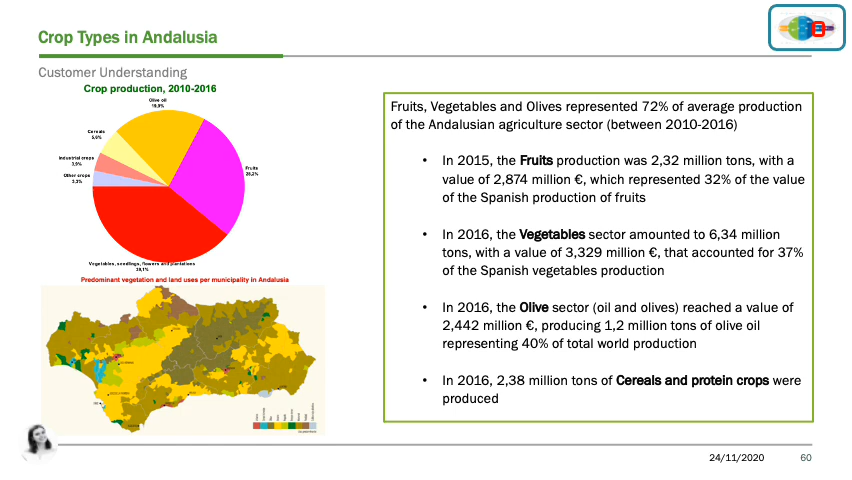 Crop Types in Andalusia
Customer Understanding
Crop production, 2010-2016
Olive oil
19,9%
Cereals
5,6%
Industrial crops
3,9%
Other crops
3,3%
Fruits
28,2%
Vegetables, seedlings, flowers and plantations
39,1%
Predominant vegetation and land uses per municipality in Andalusia
Fruits, Vegetables and Olives represented 72% of average production
of the Andalusian agriculture sector (between 2010-2016)
• In 2015, the Fruits production was 2,32 million tons, with a
value of 2,874 million €, which represented 32% of the value
of the Spanish production of fruits
• In 2016, the Vegetables sector amounted to 6,34 million
tons, with a value of 3,329 million €, that accounted for 37%
of the Spanish vegetables production
• In 2016, the Olive sector (oil and olives) reached a value of
2,442 million €, producing 1,2 million tons of olive oil
representing 40% of total world production
• In 2016, 2,38 million tons of Cereals and protein crops were
produced
24/11/2020
60